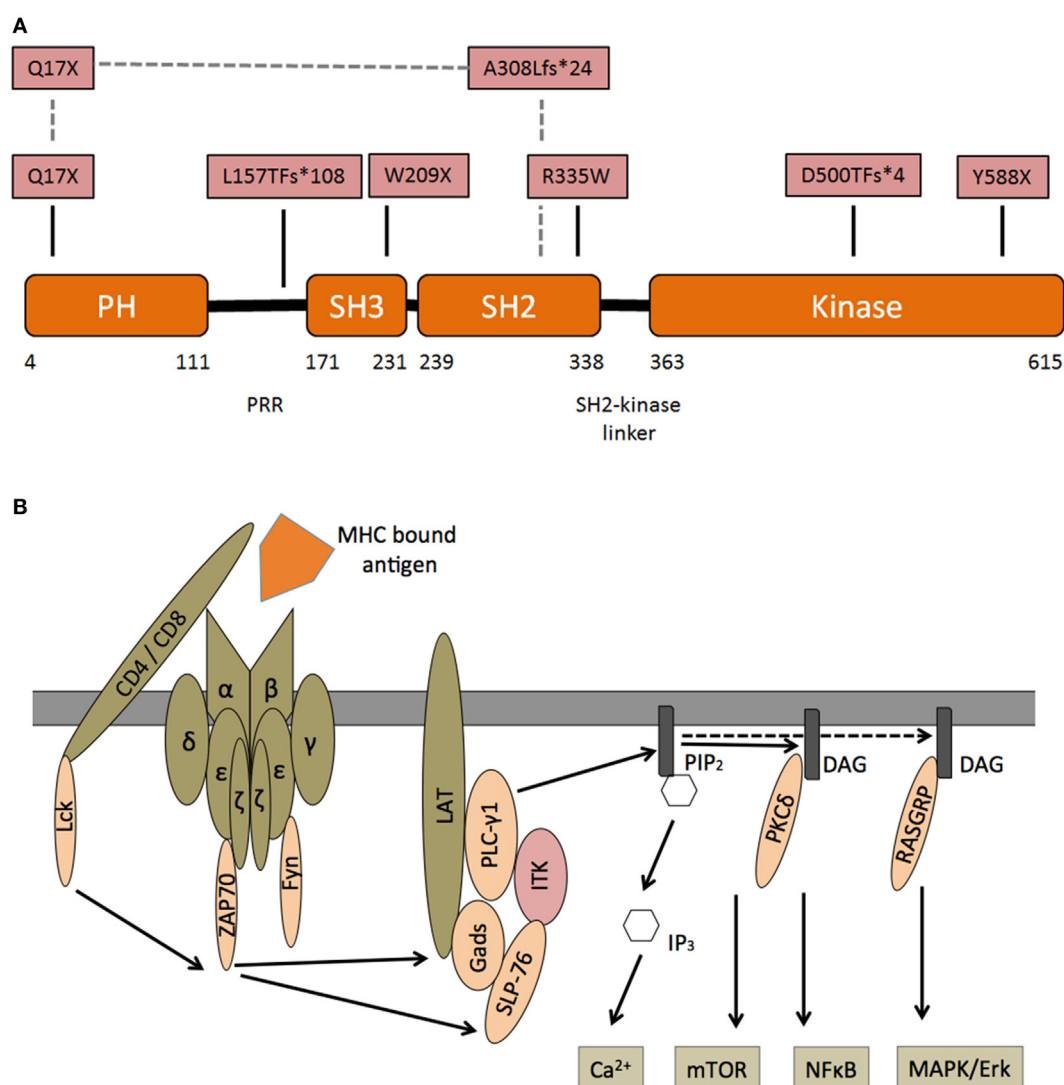 A
Q17X A308Lfs*24
Q17X L157TFs*108 W209X R335W D500TFs*4 Y588X
PH SH3 SH2 Kinase
4 111 171 231 239 338 363 615
PRR SH2-kinase
linker
B
MHC bound
antigen
CD4 / CD8
α β
δ γ
ε ε
ζ ζ
Lck
ZAP70
Fyn
LAT
PLC-γ1
ITK
Gads
SLP-76
PIP₂
DAG
DAG
PKCδ
RASGRP
IP₃
Ca²⁺ mTOR NFκB MAPK/Erk